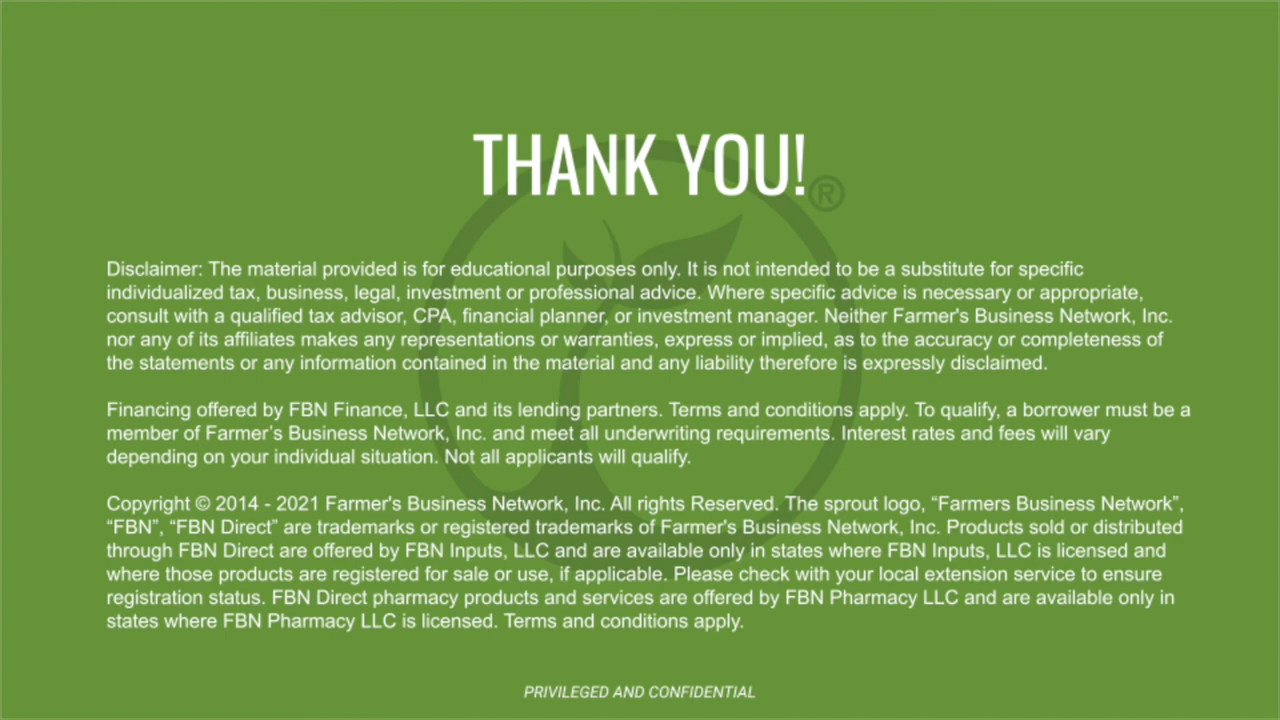 THANK YOU!
®
Disclaimer: The material provided is for educational purposes only. It is not intended to be a substitute for specific
individualized tax, business, legal, investment or professional advice. Where specific advice is necessary or appropriate,
consult with a qualified tax advisor, CPA, financial planner, or investment manager. Neither Farmer's Business Network, Inc.
nor any of its affiliates makes any representations or warranties, express or implied, as to the accuracy or completeness of
the statements or any information contained in the material and any liability therefore is expressly disclaimed.
Financing offered by FBN Finance, LLC and its lending partners. Terms and conditions apply. To qualify, a borrower must be a
member of Farmer’s Business Network, Inc. and meet all underwriting requirements. Interest rates and fees will vary
depending on your individual situation. Not all applicants will qualify.
Copyright © 2014 - 2021 Farmer's Business Network, Inc. All rights Reserved. The sprout logo, “Farmers Business Network”,
“FBN”, “FBN Direct” are trademarks or registered trademarks of Farmer's Business Network, Inc. Products sold or distributed
through FBN Direct are offered by FBN Inputs, LLC and are available only in states where FBN Inputs, LLC is licensed and
where those products are registered for sale or use, if applicable. Please check with your local extension service to ensure
registration status. FBN Direct pharmacy products and services are offered by FBN Pharmacy LLC and are available only in
states where FBN Pharmacy LLC is licensed. Terms and conditions apply.
PRIVILEGED AND CONFIDENTIAL